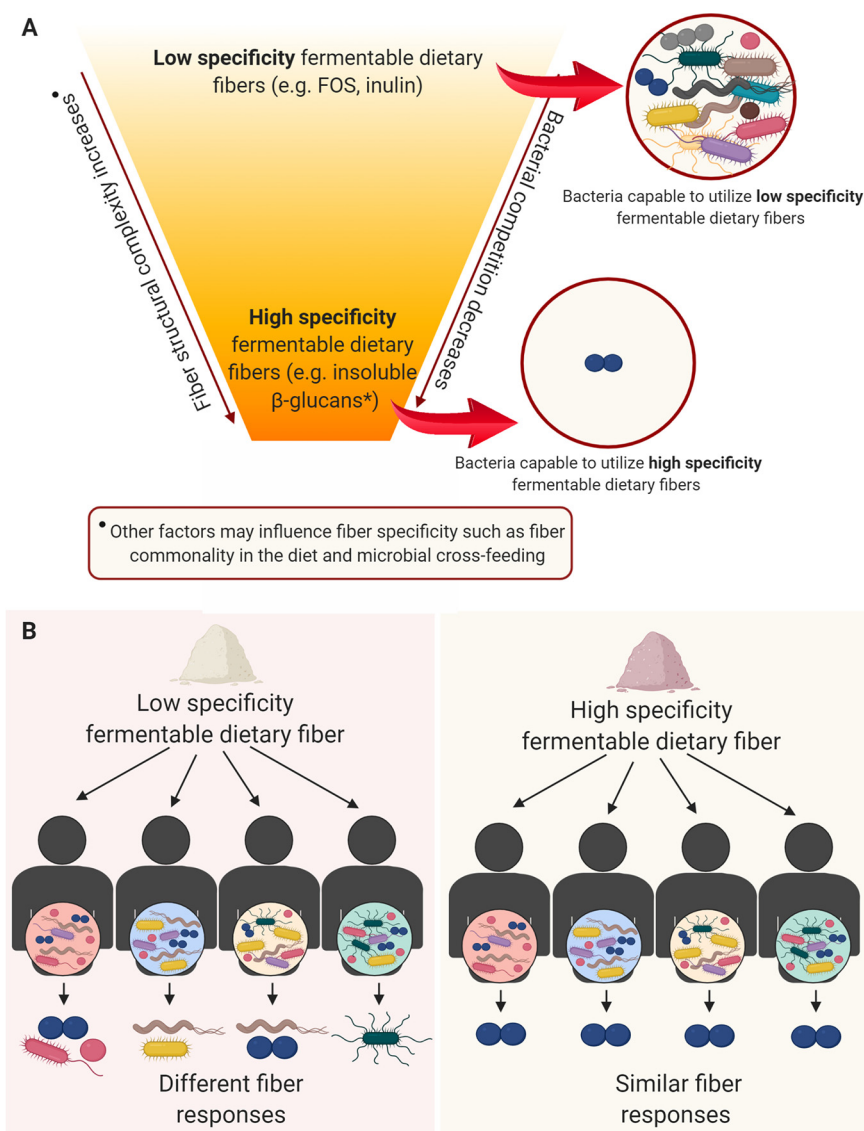 A
Low specificity fermentable dietary
fibers (e.g. FOS, inulin)
Fiber structural complexity increases•
Bacterial competition decreases
Bacteria capable to utilize low specificity
fermentable dietary fibers
High specificity
fermentable dietary
fibers (e.g. insoluble
β-glucans*)
Bacteria capable to utilize high specificity
fermentable dietary fibers
• Other factors may influence fiber specificity such as fiber
commonality in the diet and microbial cross-feeding
B
Low specificity
fermentable dietary fiber
Different fiber
responses
High specificity
fermentable dietary fiber
Similar fiber
responses